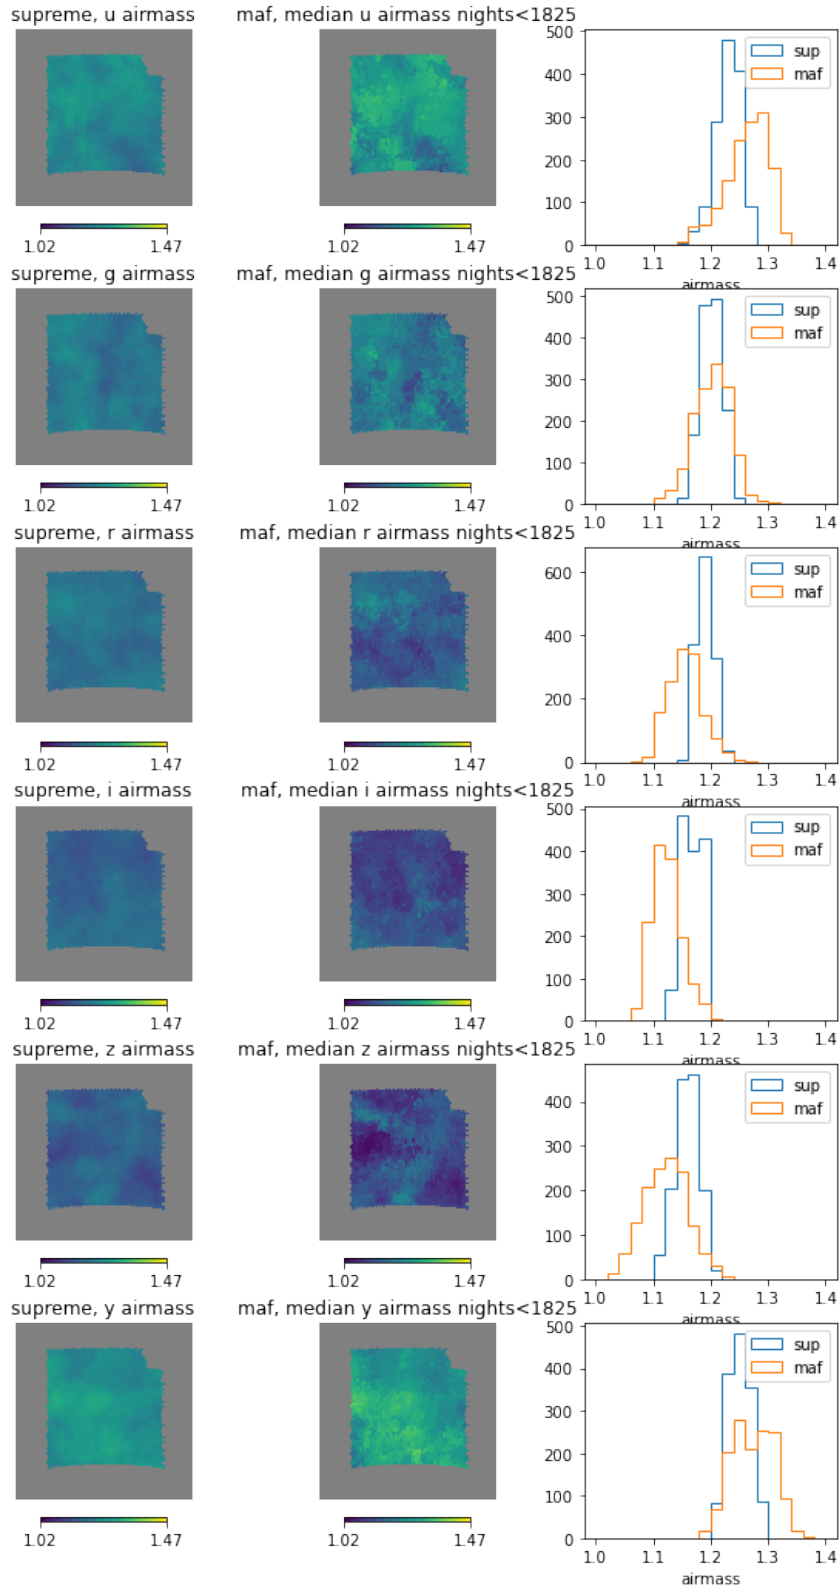 supreme, u airmass
maf, median u airmass nights<1825
500
400
300
200
100
0
sup
maf
1.0 1.1 1.2 1.3 1.4
airmass
1.02 1.47
1.02 1.47
supreme, g airmass
maf, median g airmass nights<1825
500
400
300
200
100
0
sup
maf
1.0 1.1 1.2 1.3 1.4
airmass
1.02 1.47
1.02 1.47
supreme, r airmass
maf, median r airmass nights<1825
600
400
200
0
sup
maf
1.0 1.1 1.2 1.3 1.4
airmass
1.02 1.47
1.02 1.47
supreme, i airmass
maf, median i airmass nights<1825
500
400
300
200
100
0
sup
maf
1.0 1.1 1.2 1.3 1.4
airmass
1.02 1.47
1.02 1.47
supreme, z airmass
maf, median z airmass nights<1825
400
300
200
100
0
sup
maf
1.0 1.1 1.2 1.3 1.4
airmass
1.02 1.47
1.02 1.47
supreme, y airmass
maf, median y airmass nights<1825
500
400
300
200
100
0
sup
maf
1.0 1.1 1.2 1.3 1.4
airmass
1.02 1.47
1.02 1.47